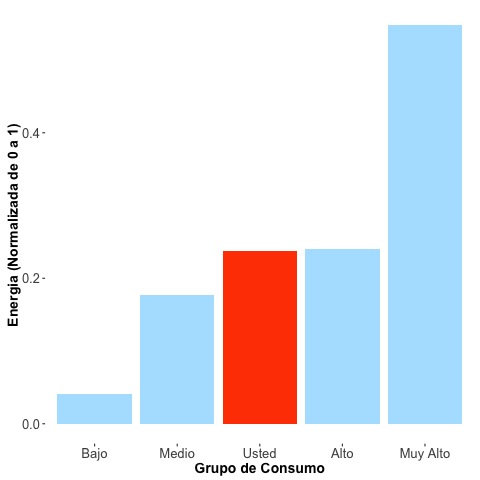 Energia (Normalizada de 0 a 1)
0.4
0.2
0.0
Bajo Medio Usted Alto Muy Alto
Grupo de Consumo